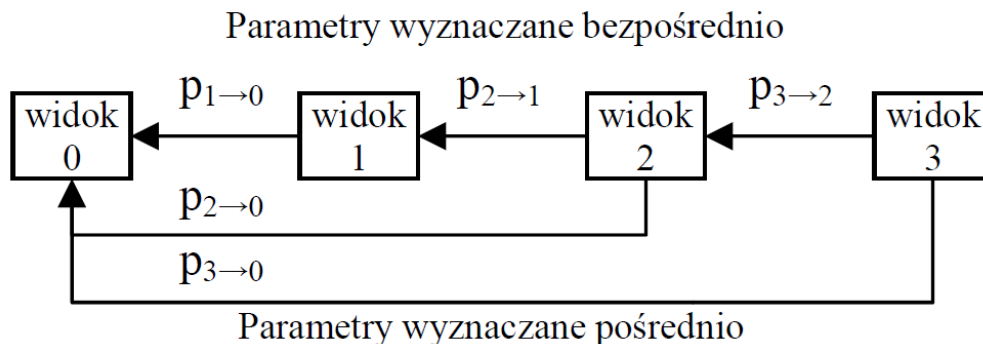 Parametry wyznaczane bezpośrednio
p1→0 p2→1 p3→2
widok widok widok widok
0 1 2 3
p2→0
p3→0
Parametry wyznaczane pośrednio